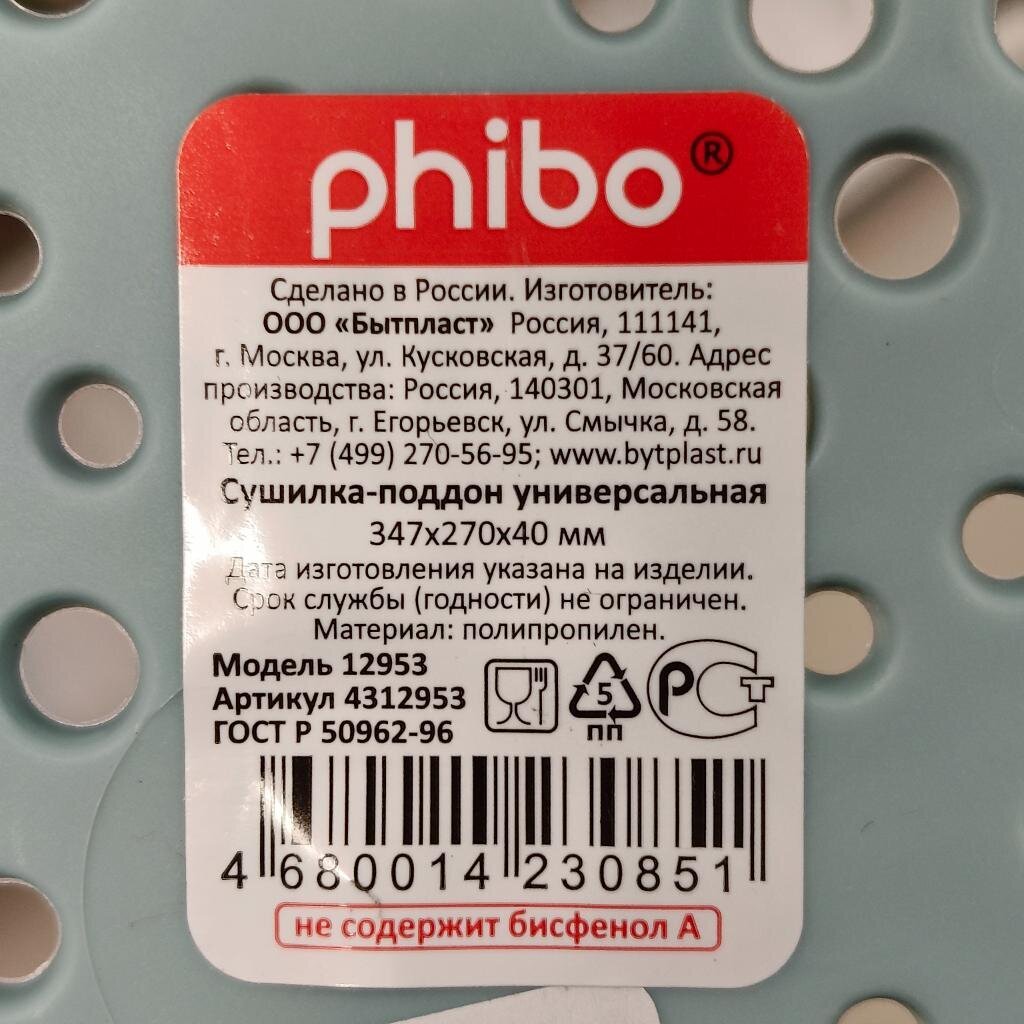 phibo®
Сделано в России. Изготовитель:
ООО «Бытпласт» Россия, 111141,
г. Москва, ул. Кусковская, д. 37/60. Адрес
производства: Россия, 140301, Московская
область, г. Егорьевск, ул. Смычка, д. 58.
Тел.: +7 (499) 270-56-95; www.bytplast.ru
Сушилка-поддон универсальная
347х270х40 мм
Дата изготовления указана на изделии.
Срок службы (годности) не ограничен.
Материал: полипропилен.
Модель 12953
Артикул 4312953
ГОСТ Р 50962-96
5
ПП
РСТ
4 680014 230851
не содержит бисфенол А